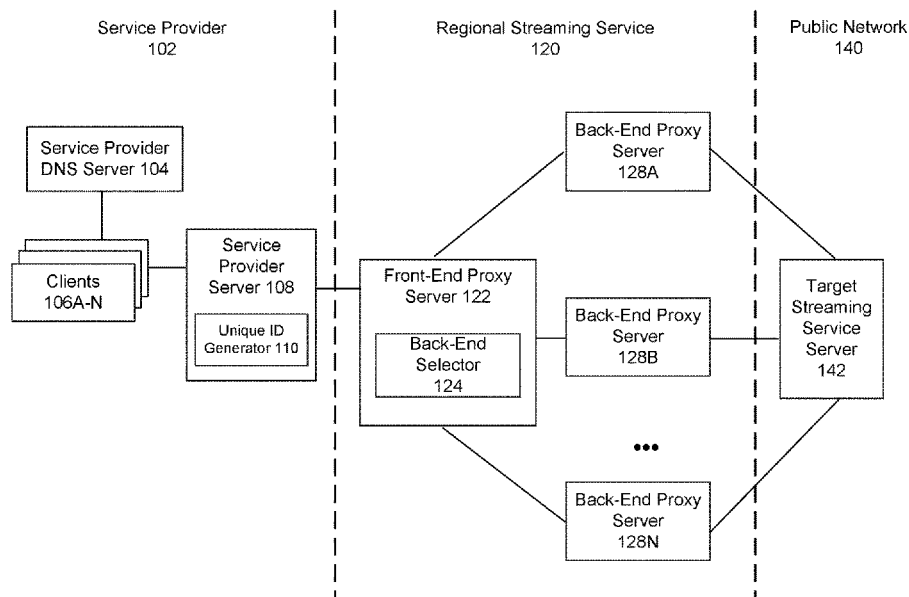 Service Provider
102
Regional Streaming Service
120
Public Network
140
Service Provider
DNS Server 104
Clients
106A-N
Service
Provider
Server 108
Unique ID
Generator 110
Front-End Proxy
Server 122
Back-End
Selector
124
Back-End Proxy
Server
128A
Back-End Proxy
Server
128B
•••
Back-End Proxy
Server
128N
Target
Streaming
Service
Server
142